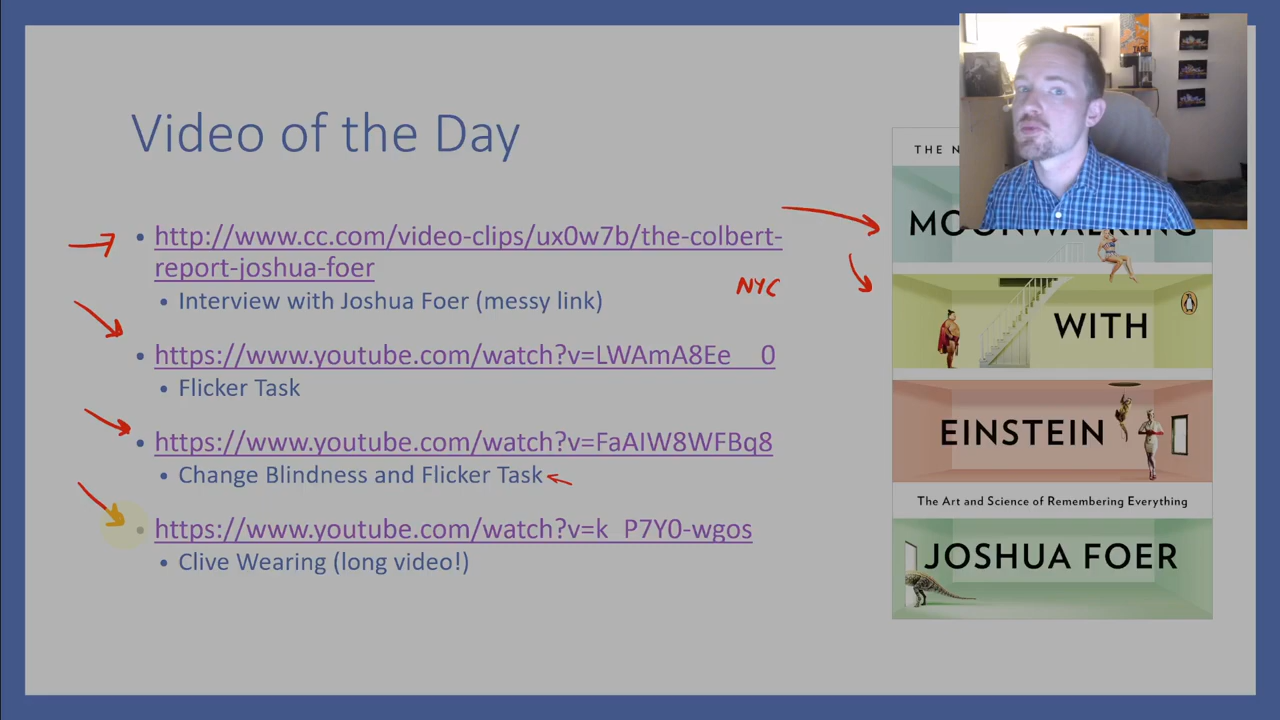 Video of the Day
http://www.cc.com/video-clips/ux0w7b/the-colbert-
report-joshua-foer
Interview with Joshua Foer (messy link)
NYC
https://www.youtube.com/watch?v=LWAmA8Ee__0
Flicker Task
https://www.youtube.com/watch?v=FaAIW8WFBq8
Change Blindness and Flicker Task
https://www.youtube.com/watch?v=k_P7Y0-wgos
Clive Wearing (long video!)
THE
MOONWALKING
WITH
EINSTEIN
The Art and Science of Remembering Everything
JOSHUA FOER